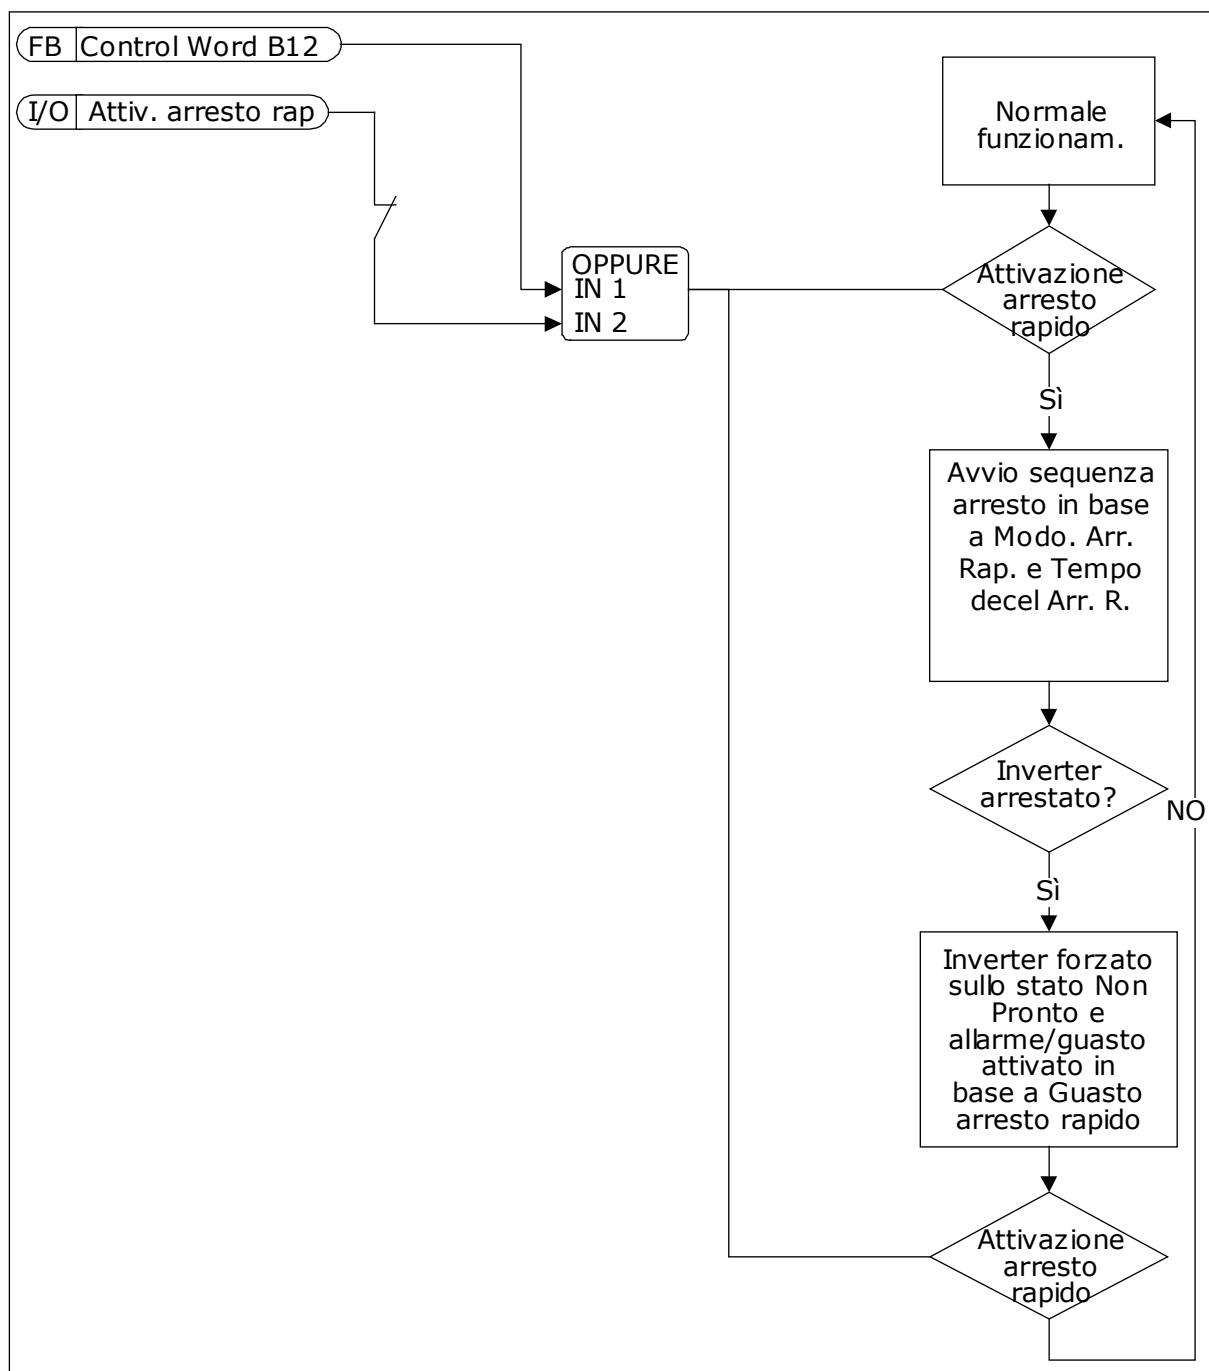 FB Control Word B12
I/O Attiv. arresto rap
Normale
funzionam.
OPPURE
IN 1
IN 2
Attivazione
arresto
rapido
Sì
Avvio sequenza
arresto in base
a Modo. Arr.
Rap. e Tempo
decel Arr. R.
Inverter
arrestato?
NO
Sì
Inverter forzato
sullo stato Non
Pronto e
allarme/guasto
attivato in
base a Guasto
arresto rapido
Attivazione
arresto
rapido